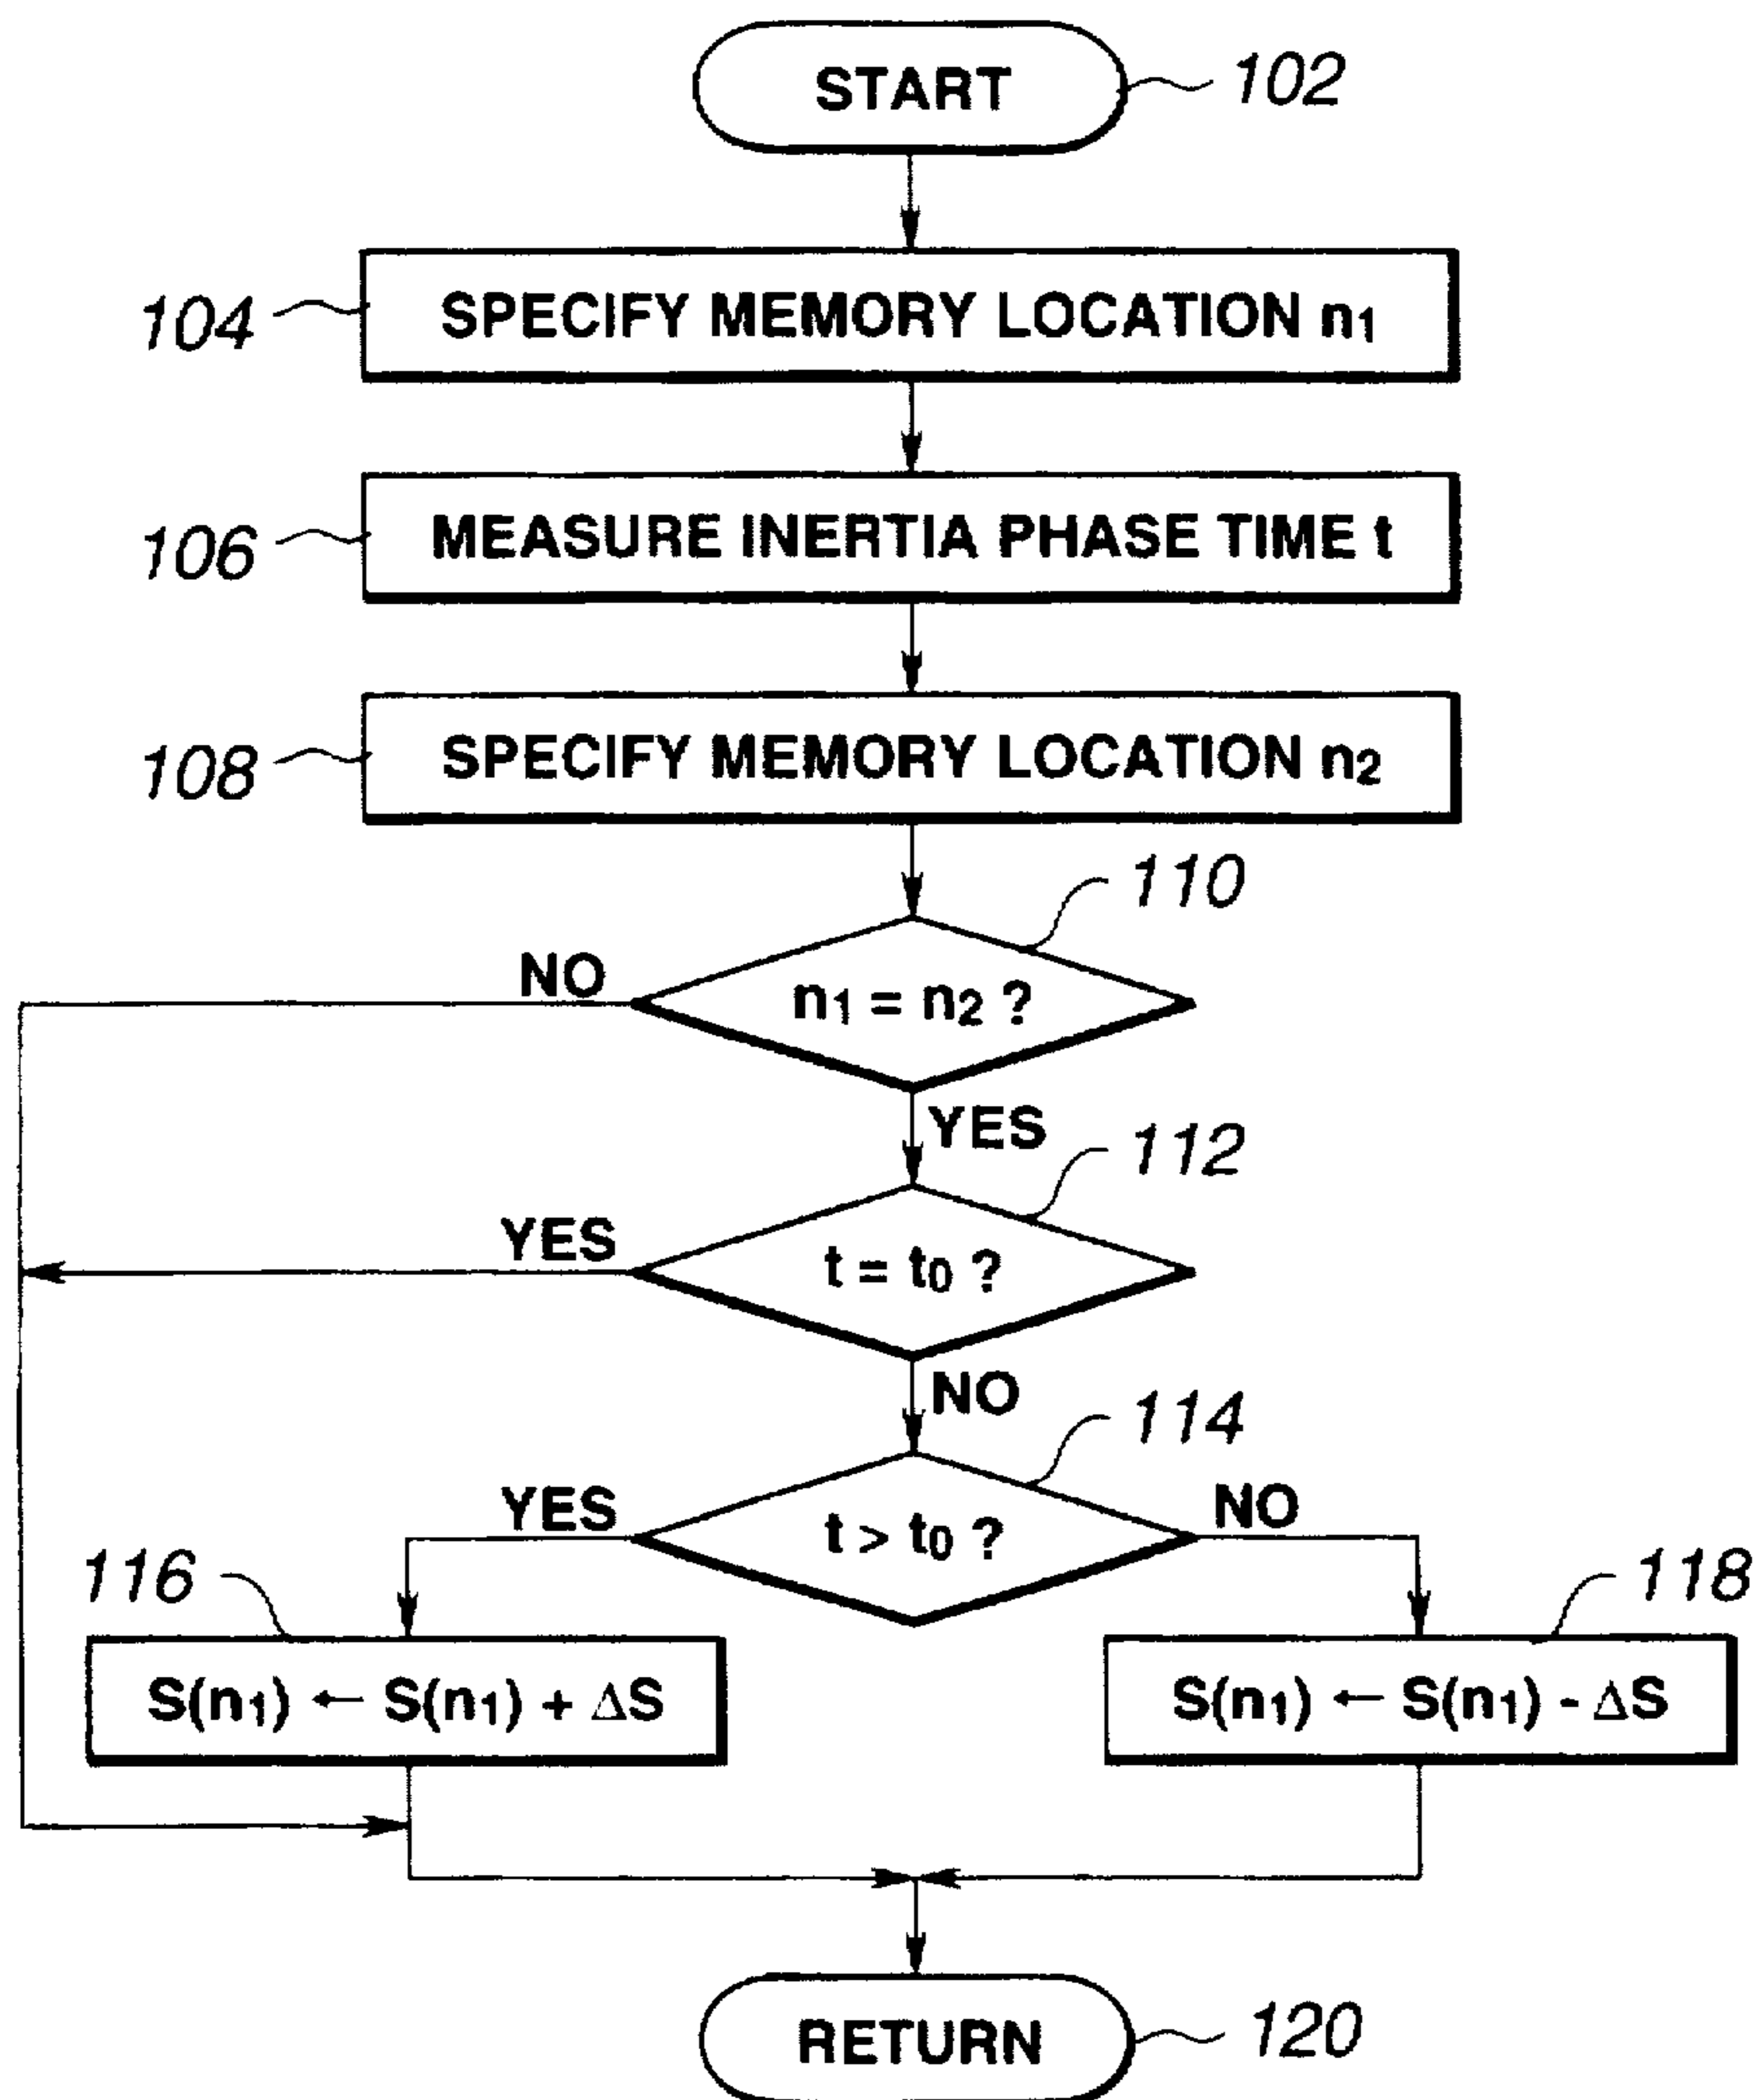 START
102
104
SPECIFY MEMORY LOCATION n₁
106
MEASURE INERTIA PHASE TIME t
108
SPECIFY MEMORY LOCATION n₂
110
NO
n₁ = n₂ ?
YES
112
YES
t = t₀ ?
NO
114
YES
t > t₀ ?
NO
116
118
S(n₁) ← S(n₁) + ΔS
S(n₁) ← S(n₁) - ΔS
RETURN
120